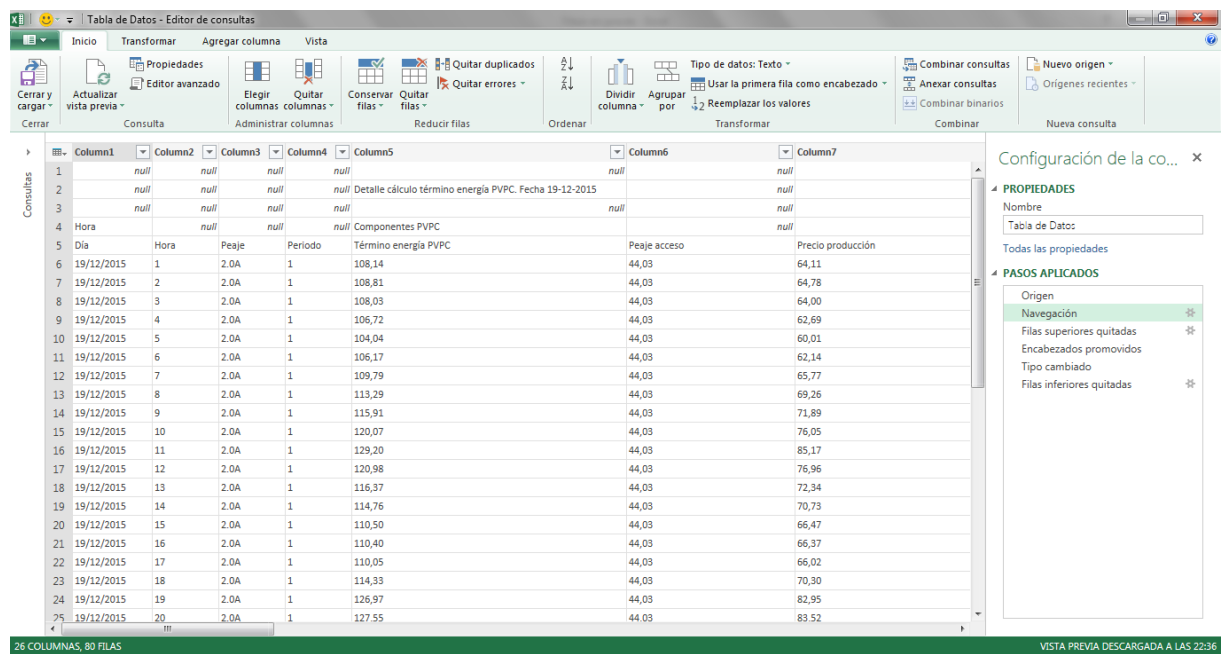 Tabla de Datos - Editor de consultas
Inicio Transformar Agregar columna Vista
Cerrar y cargar
Cerrar
Actualizar vista previa
Propiedades
Editor avanzado
Consulta
Elegir columnas
Quitar columnas
Administrar columnas
Conservar filas
Quitar filas
Quitar duplicados
Quitar errores
Reducir filas
Ordenar
Dividir columna
Agrupar por
Tipo de datos: Texto
Usar la primera fila como encabezado
Reemplazar los valores
Transformar
Combinar consultas
Anexar consultas
Combinar binarios
Combinar
Nuevo origen
Orígenes recientes
Nueva consulta
Consultas
Column1 Column2 Column3 Column4 Column5 Column6 Column7
1 null null null null null null
2 null null null null Detalle cálculo término energía PVPC. Fecha 19-12-2015 null
3 null null null null null null
4 Hora null null null Componentes PVPC null
5 Día Hora Peaje Periodo Término energía PVPC Peaje acceso Precio producción
6 19/12/2015 1 2.0A 1 108,14 44,03 64,11
7 19/12/2015 2 2.0A 1 108,81 44,03 64,78
8 19/12/2015 3 2.0A 1 108,03 44,03 64,00
9 19/12/2015 4 2.0A 1 106,72 44,03 62,69
10 19/12/2015 5 2.0A 1 104,04 44,03 60,01
11 19/12/2015 6 2.0A 1 106,17 44,03 62,14
12 19/12/2015 7 2.0A 1 109,79 44,03 65,77
13 19/12/2015 8 2.0A 1 113,29 44,03 69,26
14 19/12/2015 9 2.0A 1 115,91 44,03 71,89
15 19/12/2015 10 2.0A 1 120,07 44,03 76,05
16 19/12/2015 11 2.0A 1 129,20 44,03 85,17
17 19/12/2015 12 2.0A 1 120,98 44,03 76,96
18 19/12/2015 13 2.0A 1 116,37 44,03 72,34
19 19/12/2015 14 2.0A 1 114,76 44,03 70,73
20 19/12/2015 15 2.0A 1 110,50 44,03 66,47
21 19/12/2015 16 2.0A 1 110,40 44,03 66,37
22 19/12/2015 17 2.0A 1 110,05 44,03 66,02
23 19/12/2015 18 2.0A 1 114,33 44,03 70,30
24 19/12/2015 19 2.0A 1 126,97 44,03 82,95
25 19/12/2015 20 2.0A 1 127,55 44,03 83,52
Configuración de la co...
PROPIEDADES
Nombre
Tabla de Datos
Todas las propiedades
PASOS APLICADOS
Origen
Navegación
Filas superiores quitadas
Encabezados promovidos
Tipo cambiado
Filas inferiores quitadas
26 COLUMNAS, 80 FILAS
VISTA PREVIA DESCARGADA A LAS 22:36